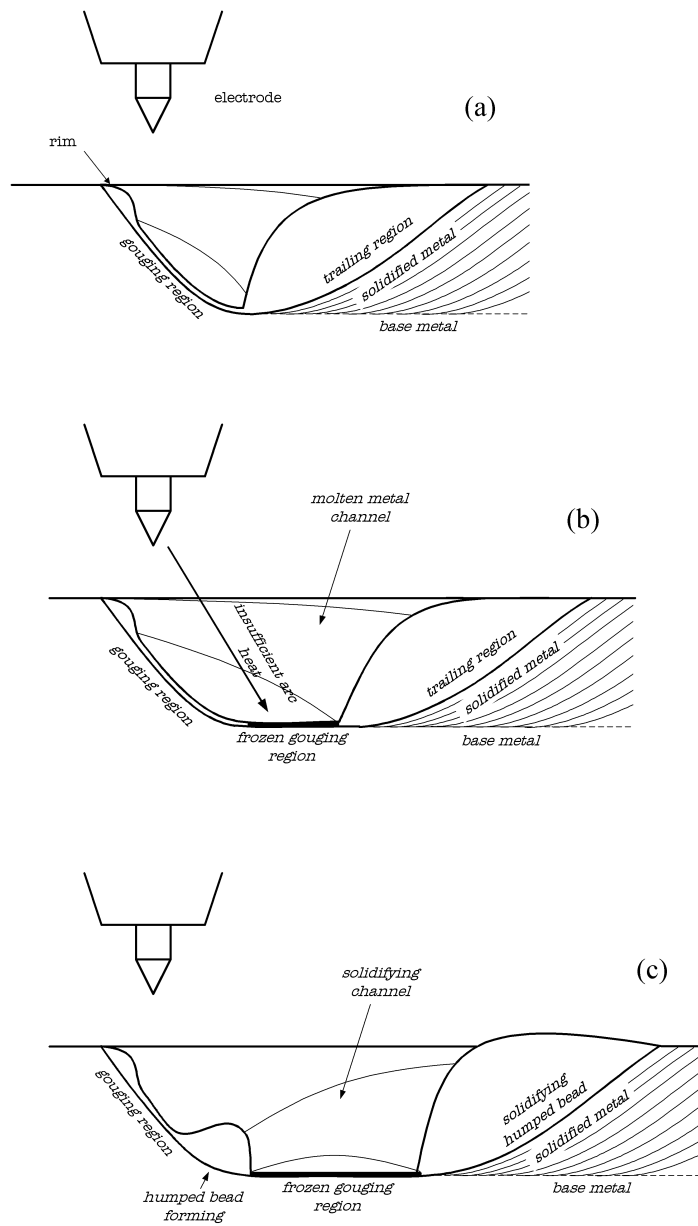 electrode
(a)
rim
gouging region
trailing region
solidified metal
base metal
molten metal
channel
(b)
insufficient arc
heat
gouging region
trailing region
solidified metal
frozen gouging
region
base metal
(c)
solidifying
channel
gouging region
solidifying
humped bead
solidified metal
humped bead
forming
frozen gouging
region
base metal